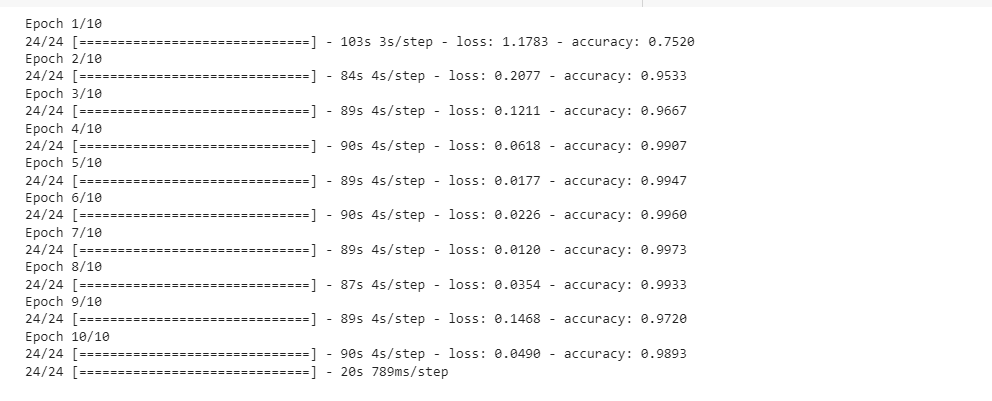 Epoch 1/10
24/24 [==============================] - 103s 3s/step - loss: 1.1783 - accuracy: 0.7520
Epoch 2/10
24/24 [==============================] - 84s 4s/step - loss: 0.2077 - accuracy: 0.9533
Epoch 3/10
24/24 [==============================] - 89s 4s/step - loss: 0.1211 - accuracy: 0.9667
Epoch 4/10
24/24 [==============================] - 90s 4s/step - loss: 0.0618 - accuracy: 0.9907
Epoch 5/10
24/24 [==============================] - 89s 4s/step - loss: 0.0177 - accuracy: 0.9947
Epoch 6/10
24/24 [==============================] - 90s 4s/step - loss: 0.0226 - accuracy: 0.9960
Epoch 7/10
24/24 [==============================] - 89s 4s/step - loss: 0.0120 - accuracy: 0.9973
Epoch 8/10
24/24 [==============================] - 87s 4s/step - loss: 0.0354 - accuracy: 0.9933
Epoch 9/10
24/24 [==============================] - 89s 4s/step - loss: 0.1468 - accuracy: 0.9720
Epoch 10/10
24/24 [==============================] - 90s 4s/step - loss: 0.0490 - accuracy: 0.9893
24/24 [==============================] - 20s 789ms/step